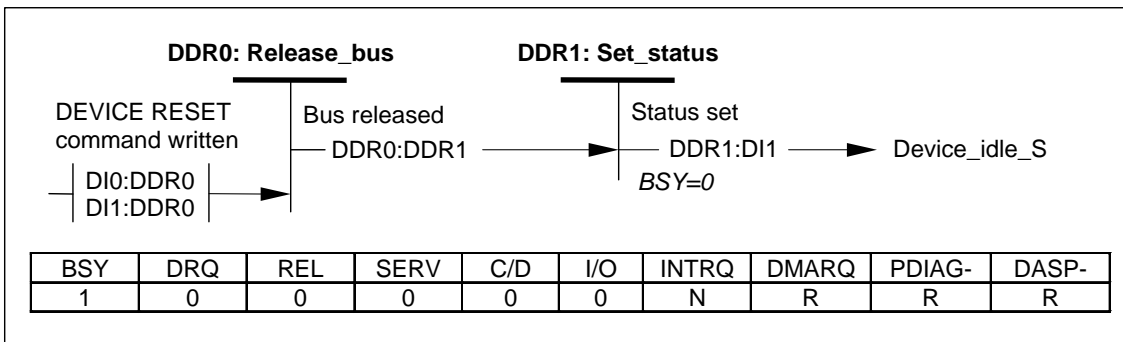 DDR0: Release_bus DDR1: Set_status
DEVICE RESET Bus released Status set
command written
DDR0:DDR1 DDR1:DI1 Device_idle_S
DI0:DDR0 BSY=0
DI1:DDR0
BSY DRQ REL SERV C/D I/O INTRQ DMARQ PDIAG- DASP-
1 0 0 0 0 0 N R R R